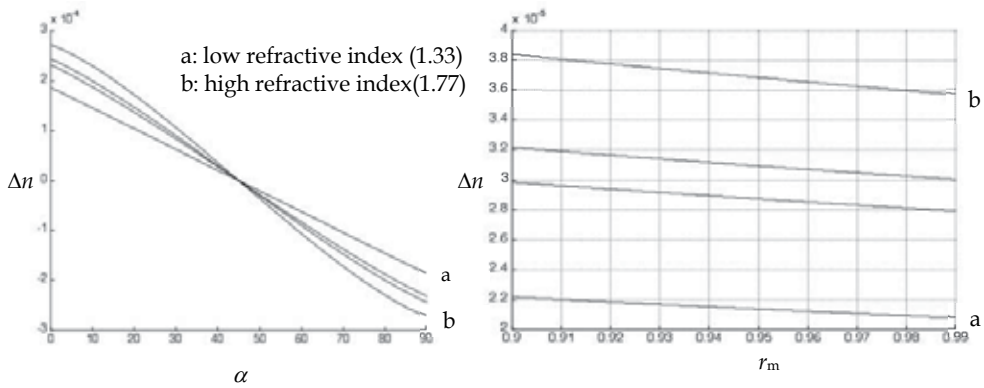 × 10⁻⁴
3
2
1
0
-1
-2
-3
Δn
a: low refractive index (1.33)
b: high refractive index(1.77)
a
b
0 10 20 30 40 50 60 70 80 90
α
× 10⁻⁵
4
3.8
3.6
3.4
3.2
3
2.8
2.6
2.4
2.2
2
Δn
b
a
0.9 0.91 0.92 0.93 0.94 0.95 0.96 0.97 0.98 0.99
rₘ